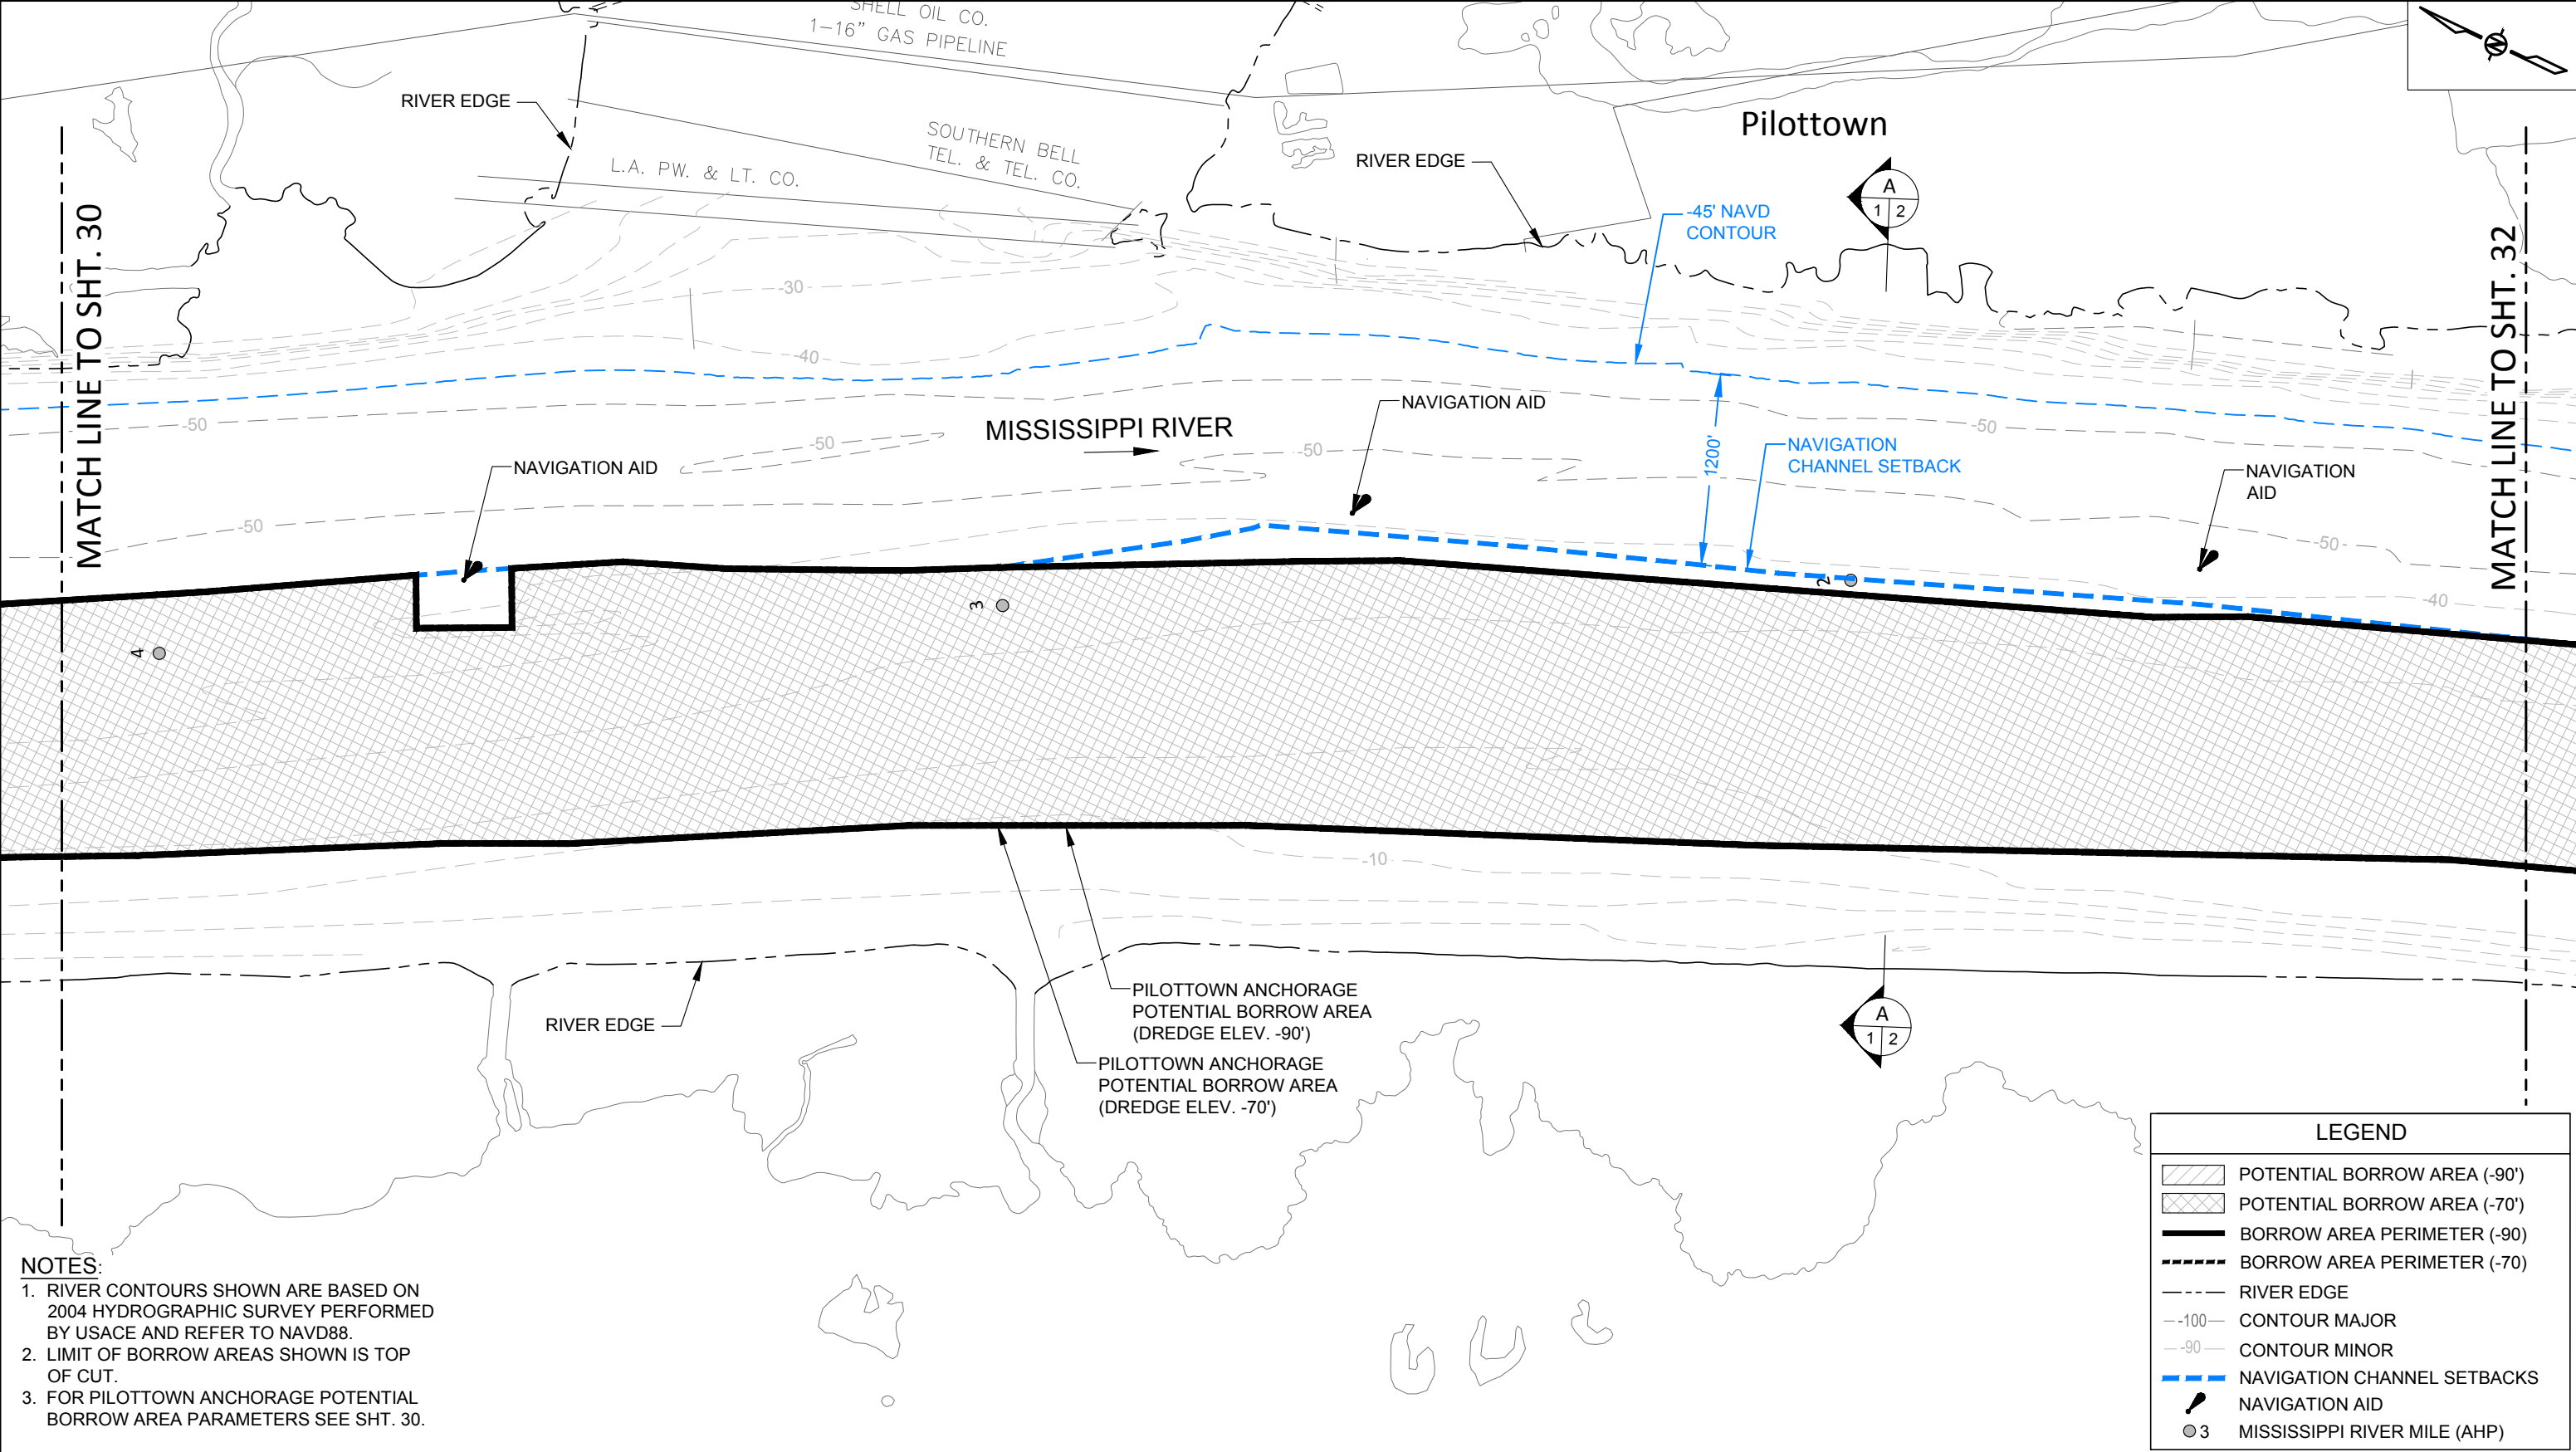 SHELL OIL CO.
1-16" GAS PIPELINE
RIVER EDGE
SOUTHERN BELL
TEL. & TEL. CO.
L.A. PW. & LT. CO.
RIVER EDGE
Pilottown
N
A
1 2
-45' NAVD
CONTOUR
MATCH LINE TO SHT. 30
MATCH LINE TO SHT. 32
-30
-40
-50
-50
MISSISSIPPI RIVER
-50
NAVIGATION AID
-50
NAVIGATION
CHANNEL SETBACK
1200'
NAVIGATION AID
NAVIGATION
AID
-50
-50
-40
2
3
4
-10
PILOTTOWN ANCHORAGE
POTENTIAL BORROW AREA
(DREDGE ELEV. -90')
RIVER EDGE
A
1 2
PILOTTOWN ANCHORAGE
POTENTIAL BORROW AREA
(DREDGE ELEV. -70')
NOTES:
1. RIVER CONTOURS SHOWN ARE BASED ON
2004 HYDROGRAPHIC SURVEY PERFORMED
BY USACE AND REFER TO NAVD88.
2. LIMIT OF BORROW AREAS SHOWN IS TOP
OF CUT.
3. FOR PILOTTOWN ANCHORAGE POTENTIAL
BORROW AREA PARAMETERS SEE SHT. 30.
LEGEND
POTENTIAL BORROW AREA (-90')
POTENTIAL BORROW AREA (-70')
BORROW AREA PERIMETER (-90)
BORROW AREA PERIMETER (-70)
RIVER EDGE
-100 CONTOUR MAJOR
-90 CONTOUR MINOR
NAVIGATION CHANNEL SETBACKS
NAVIGATION AID
3 MISSISSIPPI RIVER MILE (AHP)